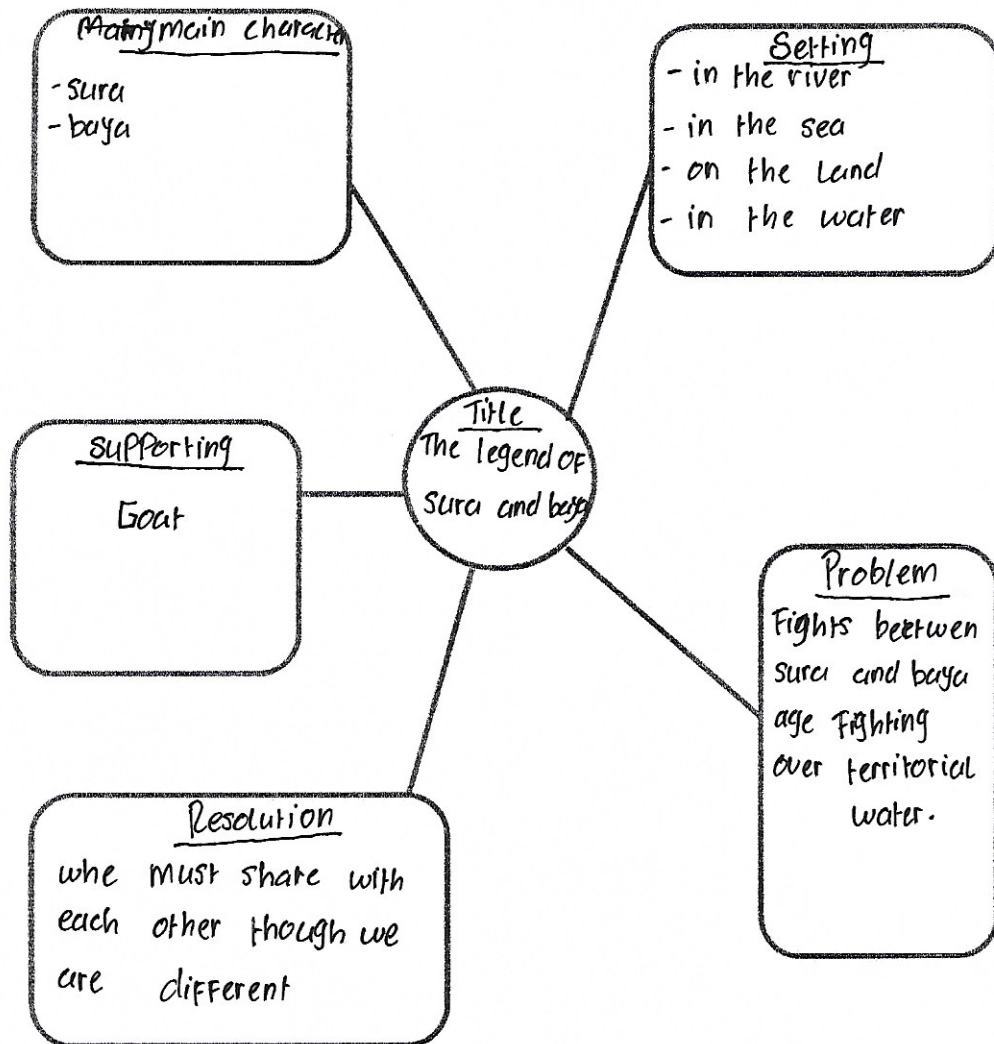 main character
- sura
- baya
Setting
- in the river
- in the sea
- on the Land
- in the water
Title
The legend of
sura and baya
supporting
Goat
Problem
Fights beetwen
sura and baya
age Fighting
over territorial
water.
Resolution
whe must share with
each other though we
are different